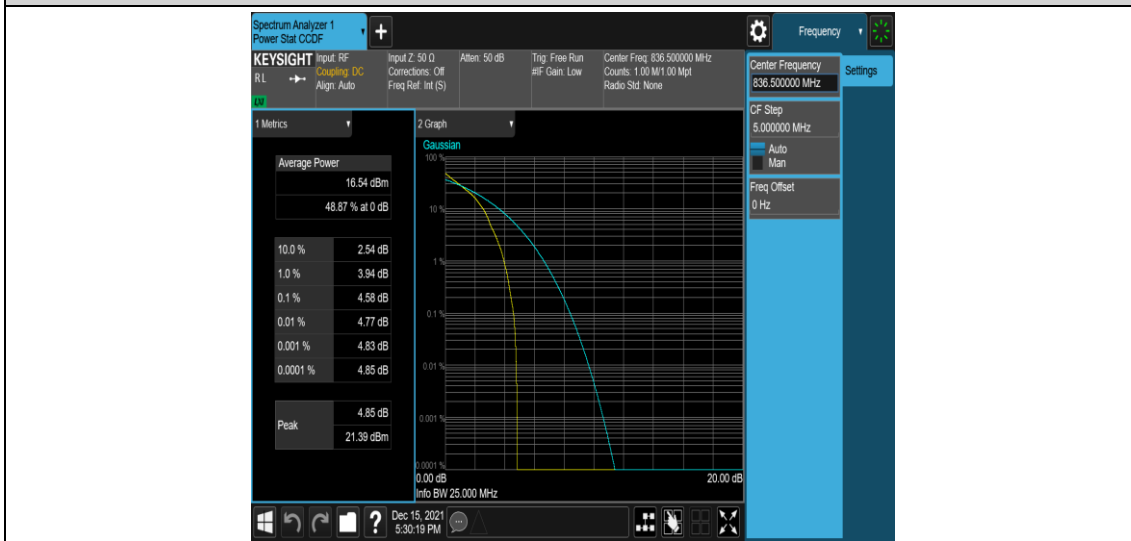 Spectrum Analyzer 1
Power Stat CCDF
+
Frequency
KEYSIGHT
RL
LXI
Input: RF
Coupling: DC
Align: Auto
Input Z: 50 Ω
Corrections: Off
Freq Ref: Int (S)
Atten: 50 dB
Trig: Free Run
#IF Gain: Low
Center Freq: 836.500000 MHz
Counts: 1.00 M/1.00 Mpt
Radio Std: None
Center Frequency
836.500000 MHz
Settings
CF Step
5.000000 MHz
Auto
Man
Freq Offset
0 Hz
1 Metrics
Average Power
16.54 dBm
48.87 % at 0 dB
10.0 % 2.54 dB
1.0 % 3.94 dB
0.1 % 4.58 dB
0.01 % 4.77 dB
0.001 % 4.83 dB
0.0001 % 4.85 dB
Peak
4.85 dB
21.39 dBm
2 Graph
Gaussian
100 %
10 %
1 %
0.1 %
0.01 %
0.001 %
0.0001 %
0.00 dB 20.00 dB
Info BW 25.000 MHz
?
Dec 15, 2021
5:30:19 PM